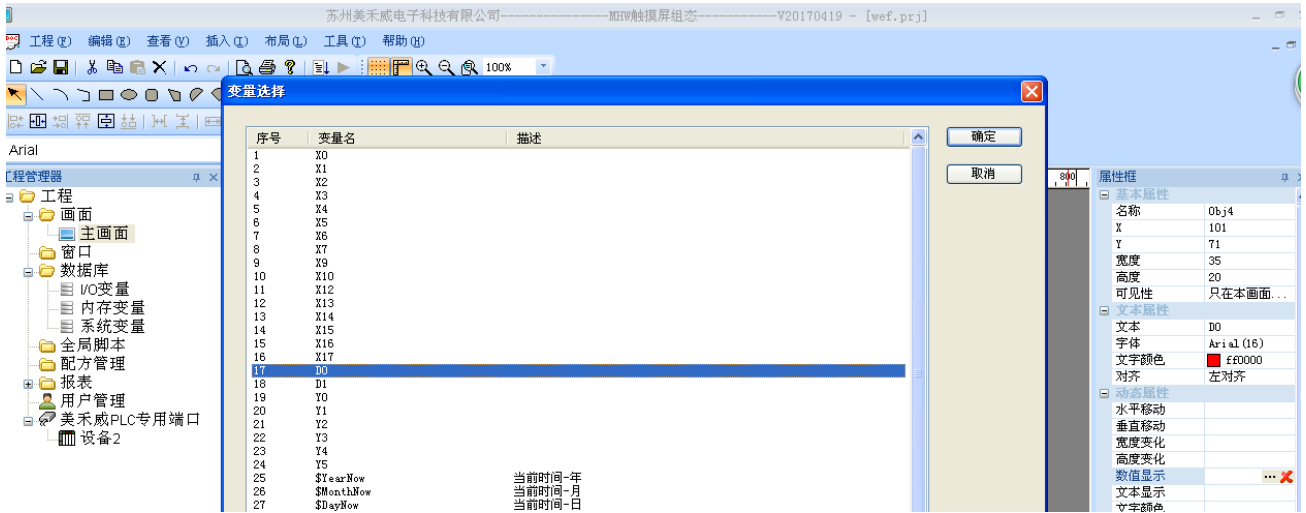 苏州美禾威电子科技有限公司---------------MHW触摸屏组态-----------V20170419 - [wef.prj]
工程(F) 编辑(E) 查看(V) 插入(I) 布局(L) 工具(T) 帮助(H)
100%
变量选择
Arial
序号 变量名 描述
确定
取消
1 X0
2 X1
3 X2
4 X3
5 X4
6 X5
7 X6
8 X7
9 X9
10 X10
11 X12
12 X13
13 X14
14 X15
15 X16
16 X17
17 D0
18 D1
19 Y0
20 Y1
21 Y2
22 Y3
23 Y4
24 Y5
25 $YearNow 当前时间-年
26 $MonthNow 当前时间-月
27 $DayNow 当前时间-日
工程管理器
工程
画面
主画面
窗口
数据库
I/O变量
内存变量
系统变量
全局脚本
配方管理
报表
用户管理
美禾威PLC专用端口
设备2
800
属性框
基本属性
名称 Obj4
X 101
Y 71
宽度 35
高度 20
可见性 只在本画面...
文本属性
文本 D0
字体 Arial(16)
文字颜色 ff0000
对齐 左对齐
动态属性
水平移动
垂直移动
宽度变化
高度变化
数值显示 ...
文本显示
文字颜色